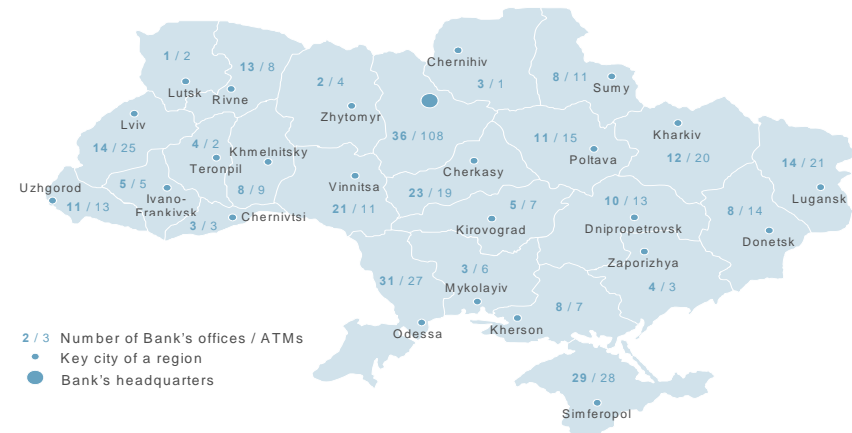 Chernihiv
1 / 2
13 / 8
2 / 4
3 / 1
8 / 11
Sumy
Lutsk
Rivne
Zhytomyr
Lviv
36 / 108
Kharkiv
4 / 2
11 / 15
14 / 25
Khmelnitsky
12 / 20
14 / 21
Teronpil
Cherkasy
Poltava
Uzhgorod
5 / 5
8 / 9
Vinnitsa
23 / 19
10 / 13
Lugansk
11 / 13
Ivano-
Frankivsk
21 / 11
5 / 7
8 / 14
3 / 3
Chernivtsi
Kirovograd
Dnipropetrovsk
Donetsk
3 / 6
Zaporizhya
31 / 27
Mykolayiv
4 / 3
8 / 7
Odessa
Kherson
2 / 3 Number of Bank's offices / ATMs
Key city of a region
Bank's headquarters
29 / 28
Simferopol